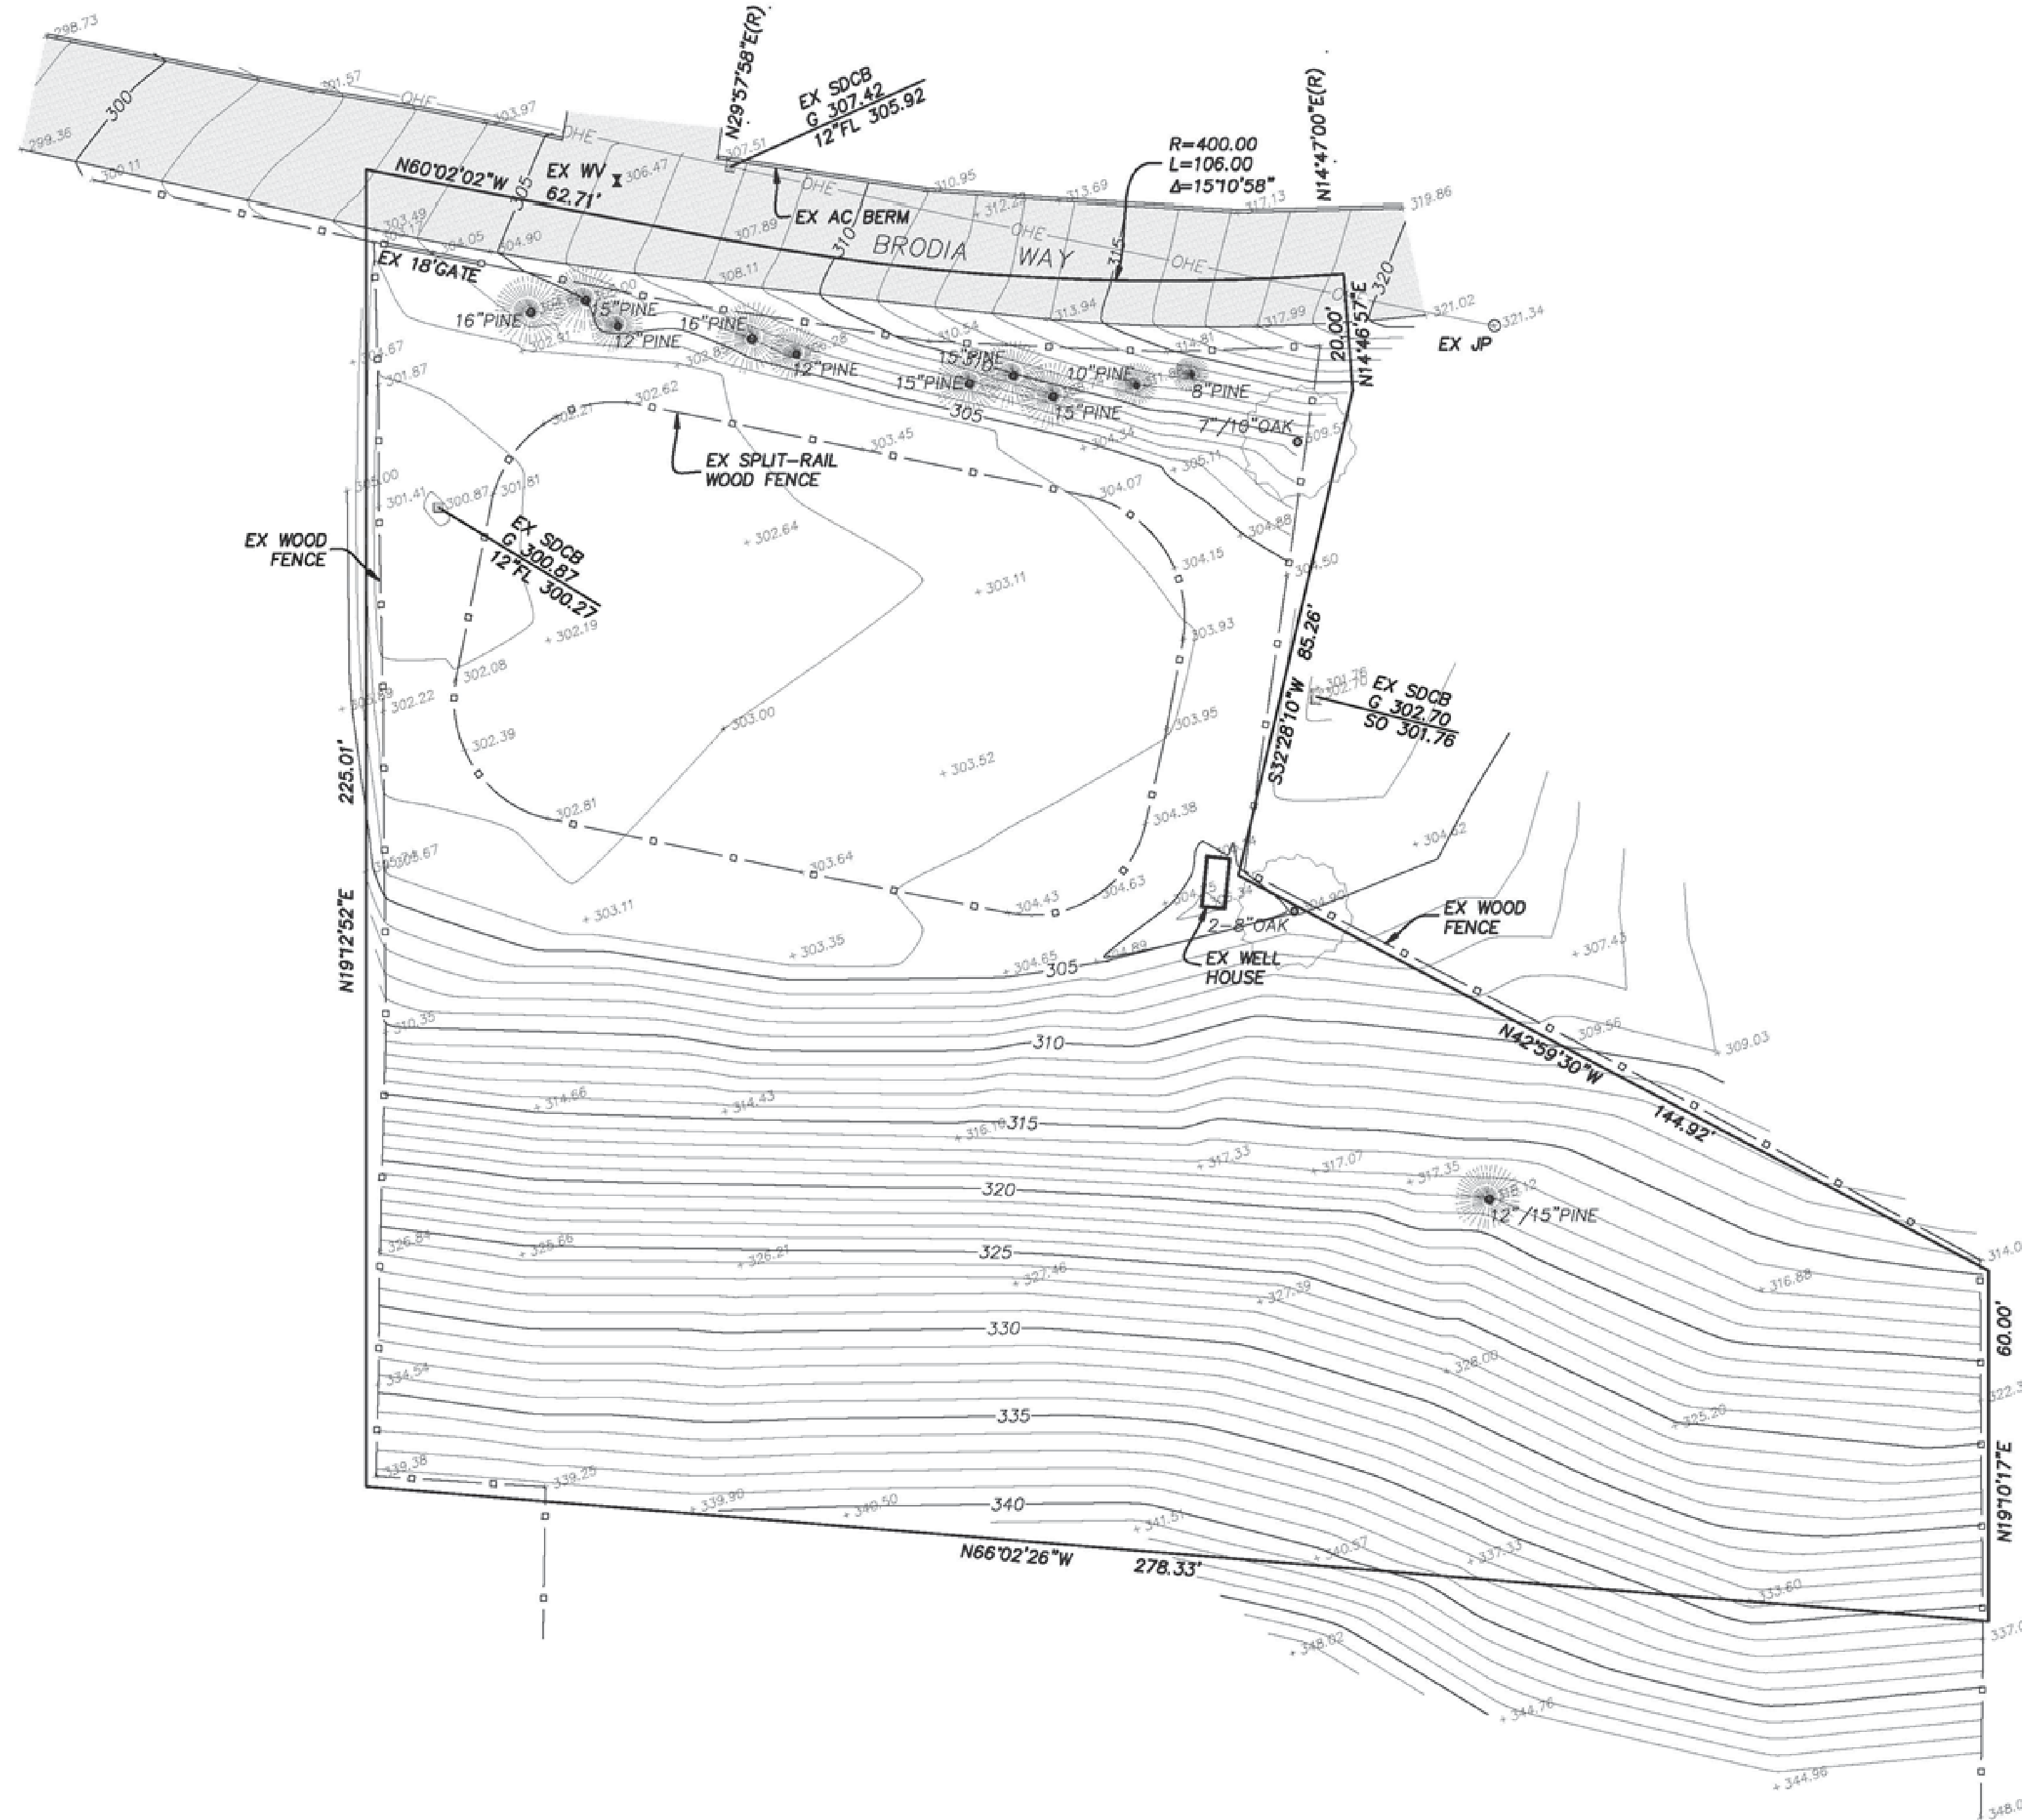 298.73
299.36
300
300.11
301.57
OHE
303.97
OHE
N29°57'58"E(R)
EX SDCB
G 307.42
12"FL 305.92
307.51
N14°47'00"E(R)
R=400.00
L=106.00
Δ=15°10'58"
N60°02'02"W
62.71'
EX WV
306.47
305
OHE
EX AC BERM
310.95
313.69
317.13
319.86
307.89
310
BRODIA WAY
OHE
315
OHE
320
321.02
321.34
EX JP
303.49
304.05
304.90
EX 18'GATE
308.11
313.94
317.99
20.00'
N14°46'57"E
16"PINE
15"PINE
12"PINE
16"PINE
12"PINE
310.54
314.81
15"PINE
15"PINE
10"PINE
8"PINE
15"PINE
302.91
301.87
302.62
305
304.34
7"/10"OAK
303.45
305.11
EX SPLIT-RAIL
WOOD FENCE
304.07
305.00
301.41
300.87
301.81
304.88
EX WOOD
FENCE
EX SDCB
G 300.87
12"FL 300.27
302.64
303.11
304.15
304.50
302.19
303.93
85.26'
S32°28'10"W
302.08
302.22
EX SDCB
G 302.70
SO 301.76
303.00
303.95
302.39
303.52
225.01'
302.81
304.38
304.62
303.64
304.63
304.43
N19°12'52"E
303.11
303.35
304.65
305
2-8"OAK
EX WELL
HOUSE
EX WOOD
FENCE
307.43
310.35
310
309.56
309.03
N42°59'30"W
144.92'
314.66
314.43
315
317.33
317.07
317.35
320
12"/15"PINE
326.84
325.66
326.21
325
327.46
327.39
316.88
330
60.00'
334.54
328.00
335
325.20
N19°10'17"E
339.38
339.25
339.90
340.50
340
341.51
340.57
337.33
333.60
N66°02'26"W
278.33'
348.02
344.76
344.96